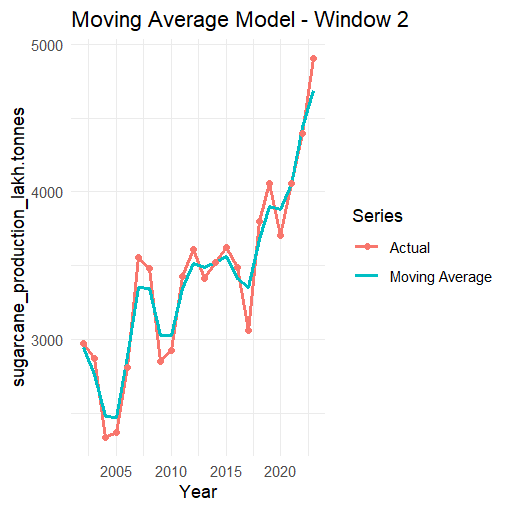 Moving Average Model - Window 2
sugarcane_production_lakh.tonnes
5000
4000
3000
2005 2010 2015 2020
Year
Series
Actual
Moving Average